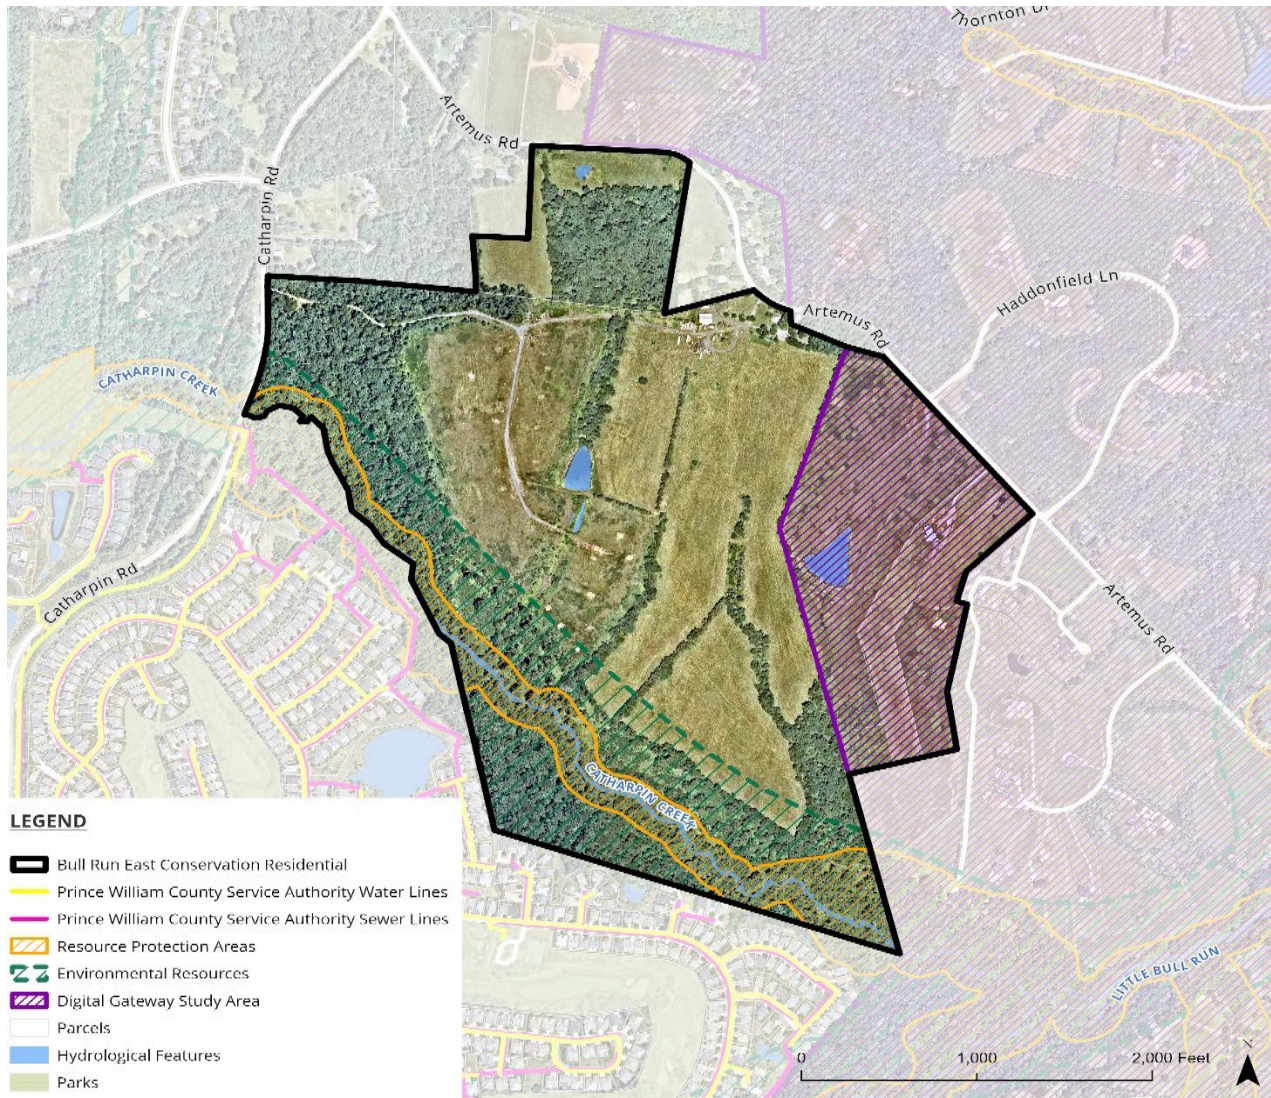 Thornton Dr
Artemus Rd
Catharpin Rd
Haddonfield Ln
Artemus Rd
CATHARPIN CREEK
Catharpin Rd
Artemus Rd
CATHARPIN CREEK
LITTLE BULL RUN
LEGEND
Bull Run East Conservation Residential
Prince William County Service Authority Water Lines
Prince William County Service Authority Sewer Lines
Resource Protection Areas
Environmental Resources
Digital Gateway Study Area
Parcels
Hydrological Features
Parks
0 1,000 2,000 Feet
N